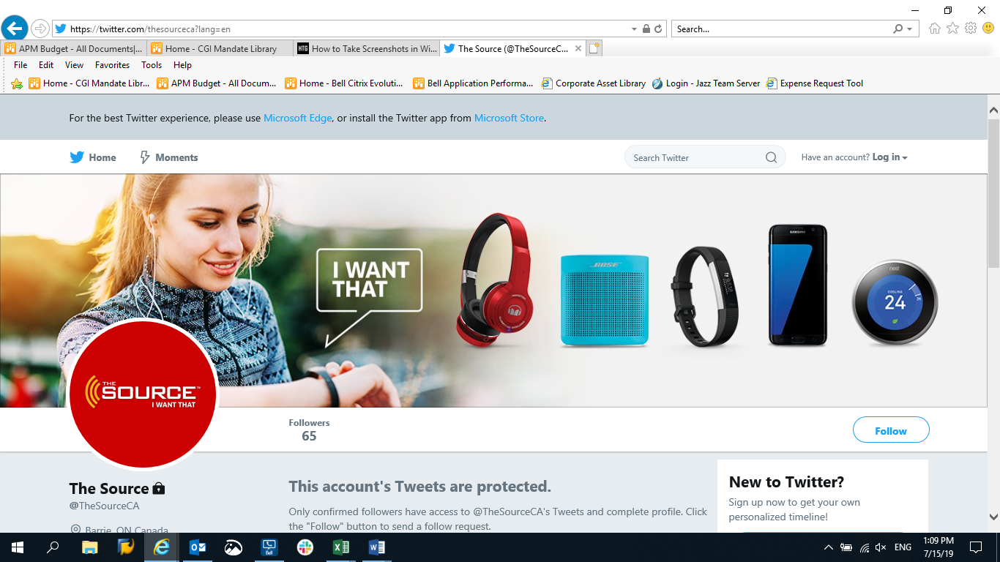 https://twitter.com/thesourceca?lang=en
Search...
APM Budget - All Documents|...
Home - CGI Mandate Library
HTG How to Take Screenshots in Wi...
The Source (@TheSourceC...
File Edit View Favorites Tools Help
Home - CGI Mandate Libr...
APM Budget - All Docum...
Home - Bell Citrix Evoluti...
Bell Application Performa...
Corporate Asset Library
Login - Jazz Team Server
Expense Request Tool
For the best Twitter experience, please use Microsoft Edge, or install the Twitter app from Microsoft Store.
Home
Moments
Search Twitter
Have an account? Log in
I WANT
THAT
BOSE
SAMSUNG
nest
COOLING
24
THE
SOURCE™
I WANT THAT
Followers
65
Follow
The Source
@TheSourceCA
Barrie, ON Canada
This account's Tweets are protected.
Only confirmed followers have access to @TheSourceCA's Tweets and complete profile. Click
the "Follow" button to send a follow request.
New to Twitter?
Sign up now to get your own
personalized timeline!
Bell
ENG
1:09 PM
7/15/19